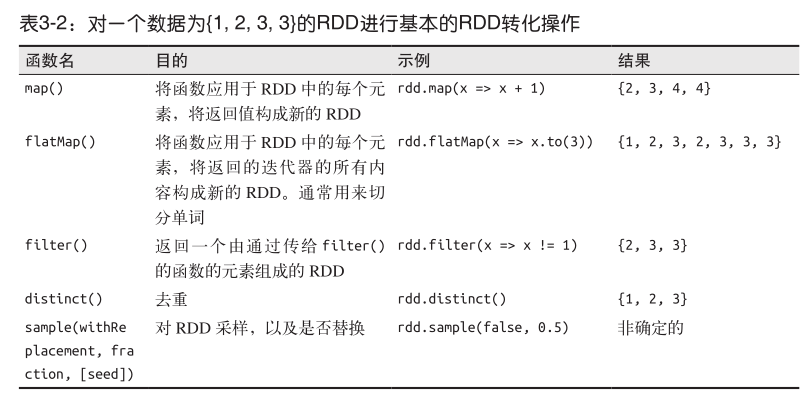 表3-2：对一个数据为{1, 2, 3, 3}的RDD进行基本的RDD转化操作
函数名 目的 示例 结果
map() 将函数应用于 RDD 中的每个元 rdd.map(x => x + 1) {2, 3, 4, 4}
素，将返回值构成新的 RDD
flatMap() 将函数应用于 RDD 中的每个元 rdd.flatMap(x => x.to(3)) {1, 2, 3, 2, 3, 3, 3}
素，将返回的迭代器的所有内
容构成新的 RDD。通常用来切
分单词
filter() 返回一个由通过传给 filter() rdd.filter(x => x != 1) {2, 3, 3}
的函数的元素组成的 RDD
distinct() 去重 rdd.distinct() {1, 2, 3}
sample(withRe 对 RDD 采样，以及是否替换 rdd.sample(false, 0.5) 非确定的
placement, fra
ction, [seed])